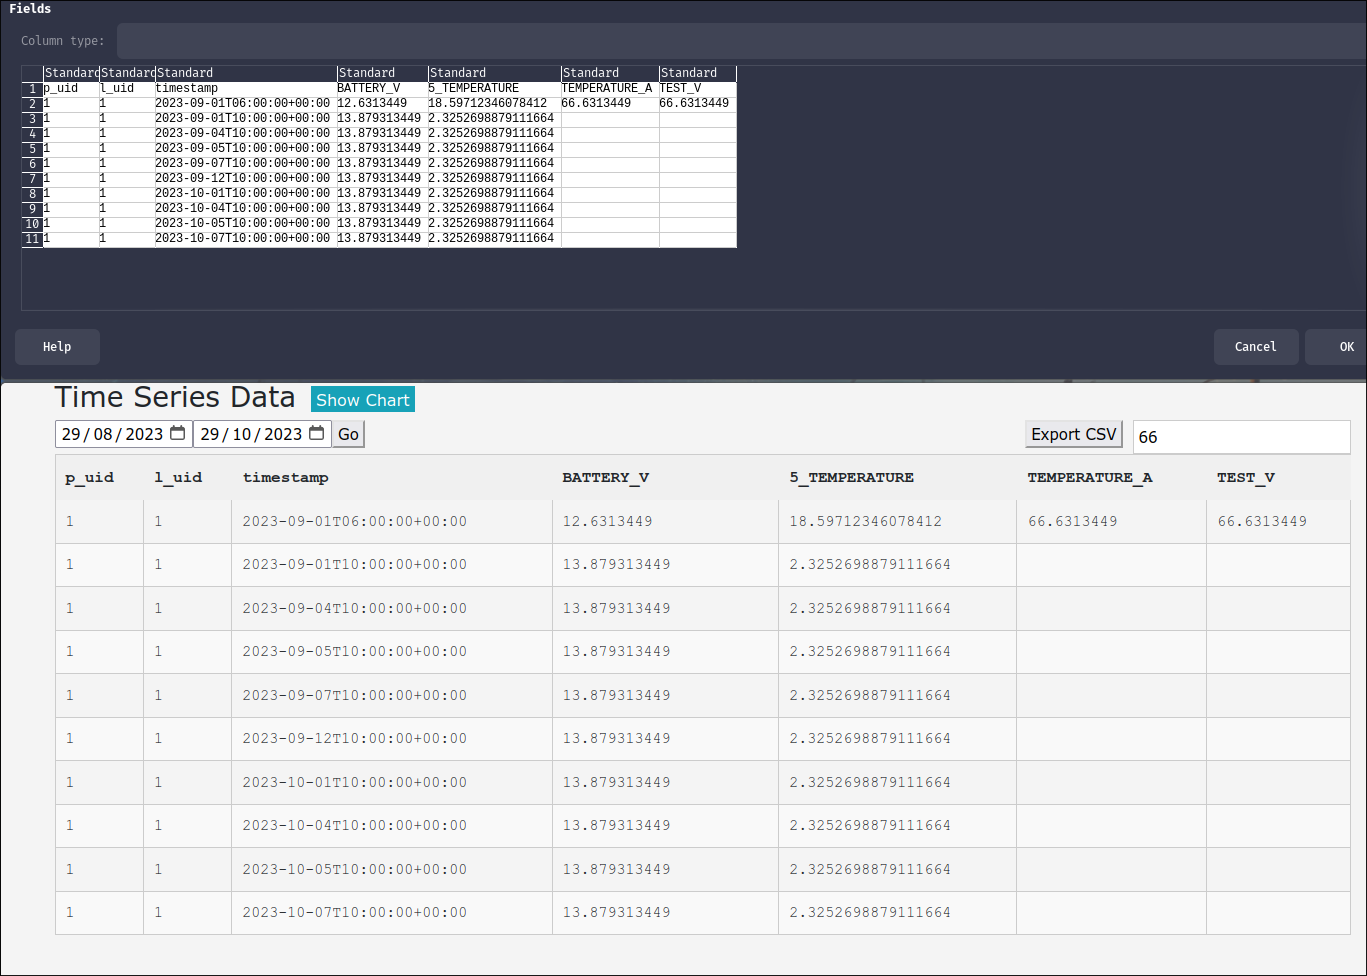 Fields
Column type:
Standard Standard Standard Standard Standard Standard Standard
1 p_uid l_uid timestamp BATTERY_V 5_TEMPERATURE TEMPERATURE_A TEST_V
2 1 1 2023-09-01T06:00:00+00:00 12.6313449 18.59712346078412 66.6313449 66.6313449
3 1 1 2023-09-01T10:00:00+00:00 13.879313449 2.3252698879111664
4 1 1 2023-09-04T10:00:00+00:00 13.879313449 2.3252698879111664
5 1 1 2023-09-05T10:00:00+00:00 13.879313449 2.3252698879111664
6 1 1 2023-09-07T10:00:00+00:00 13.879313449 2.3252698879111664
7 1 1 2023-09-12T10:00:00+00:00 13.879313449 2.3252698879111664
8 1 1 2023-10-01T10:00:00+00:00 13.879313449 2.3252698879111664
9 1 1 2023-10-04T10:00:00+00:00 13.879313449 2.3252698879111664
10 1 1 2023-10-05T10:00:00+00:00 13.879313449 2.3252698879111664
11 1 1 2023-10-07T10:00:00+00:00 13.879313449 2.3252698879111664
Help Cancel OK
Time Series Data Show Chart
29/08/2023 29/10/2023 Go Export CSV 66
p_uid l_uid timestamp BATTERY_V 5_TEMPERATURE TEMPERATURE_A TEST_V
1 1 2023-09-01T06:00:00+00:00 12.6313449 18.59712346078412 66.6313449 66.6313449
1 1 2023-09-01T10:00:00+00:00 13.879313449 2.3252698879111664
1 1 2023-09-04T10:00:00+00:00 13.879313449 2.3252698879111664
1 1 2023-09-05T10:00:00+00:00 13.879313449 2.3252698879111664
1 1 2023-09-07T10:00:00+00:00 13.879313449 2.3252698879111664
1 1 2023-09-12T10:00:00+00:00 13.879313449 2.3252698879111664
1 1 2023-10-01T10:00:00+00:00 13.879313449 2.3252698879111664
1 1 2023-10-04T10:00:00+00:00 13.879313449 2.3252698879111664
1 1 2023-10-05T10:00:00+00:00 13.879313449 2.3252698879111664
1 1 2023-10-07T10:00:00+00:00 13.879313449 2.3252698879111664